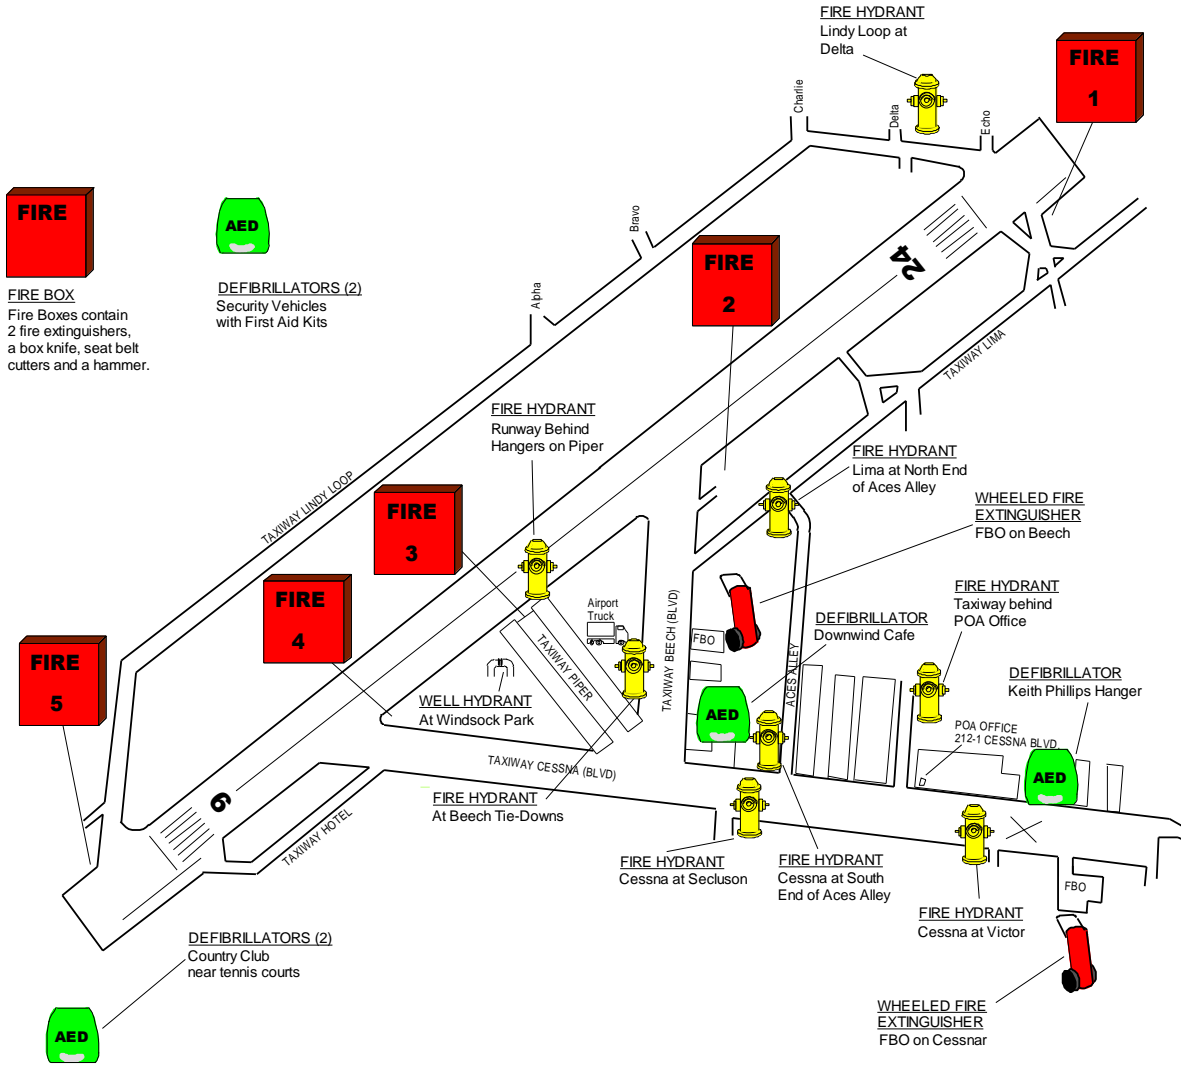 FIRE HYDRANT
Lindy Loop at
Delta
FIRE
1
Charlie
Delta
Echo
FIRE
AED
FIRE BOX
Fire Boxes contain
2 fire extinguishers,
a box knife, seat belt
cutters and a hammer.
DEFIBRILLATORS (2)
Security Vehicles
with First Aid Kits
Bravo
Alpha
FIRE
2
24
TAXIWAY LIMA
FIRE HYDRANT
Runway Behind
Hangers on Piper
FIRE HYDRANT
Lima at North End
of Aces Alley
TAXIWAY LINDY LOOP
FIRE
3
WHEELED FIRE
EXTINGUISHER
FBO on Beech
FIRE
4
Airport
Truck
TAXIWAY PIPER
TAXIWAY BEECH (BLVD)
FBO
DEFIBRILLATOR
Downwind Cafe
FIRE HYDRANT
Taxiway behind
POA Office
FIRE
5
WELL HYDRANT
At Windsock Park
ACES ALLEY
AED
DEFIBRILLATOR
Keith Phillips Hanger
POA OFFICE
212-1 CESSNA BLVD.
AED
TAXIWAY CESSNA (BLVD)
6
TAXIWAY HOTEL
FIRE HYDRANT
At Beech Tie-Downs
FIRE HYDRANT
Cessna at Secluson
FIRE HYDRANT
Cessna at South
End of Aces Alley
FIRE HYDRANT
Cessna at Victor
FBO
DEFIBRILLATORS (2)
Country Club
near tennis courts
AED
WHEELED FIRE
EXTINGUISHER
FBO on Cessnar